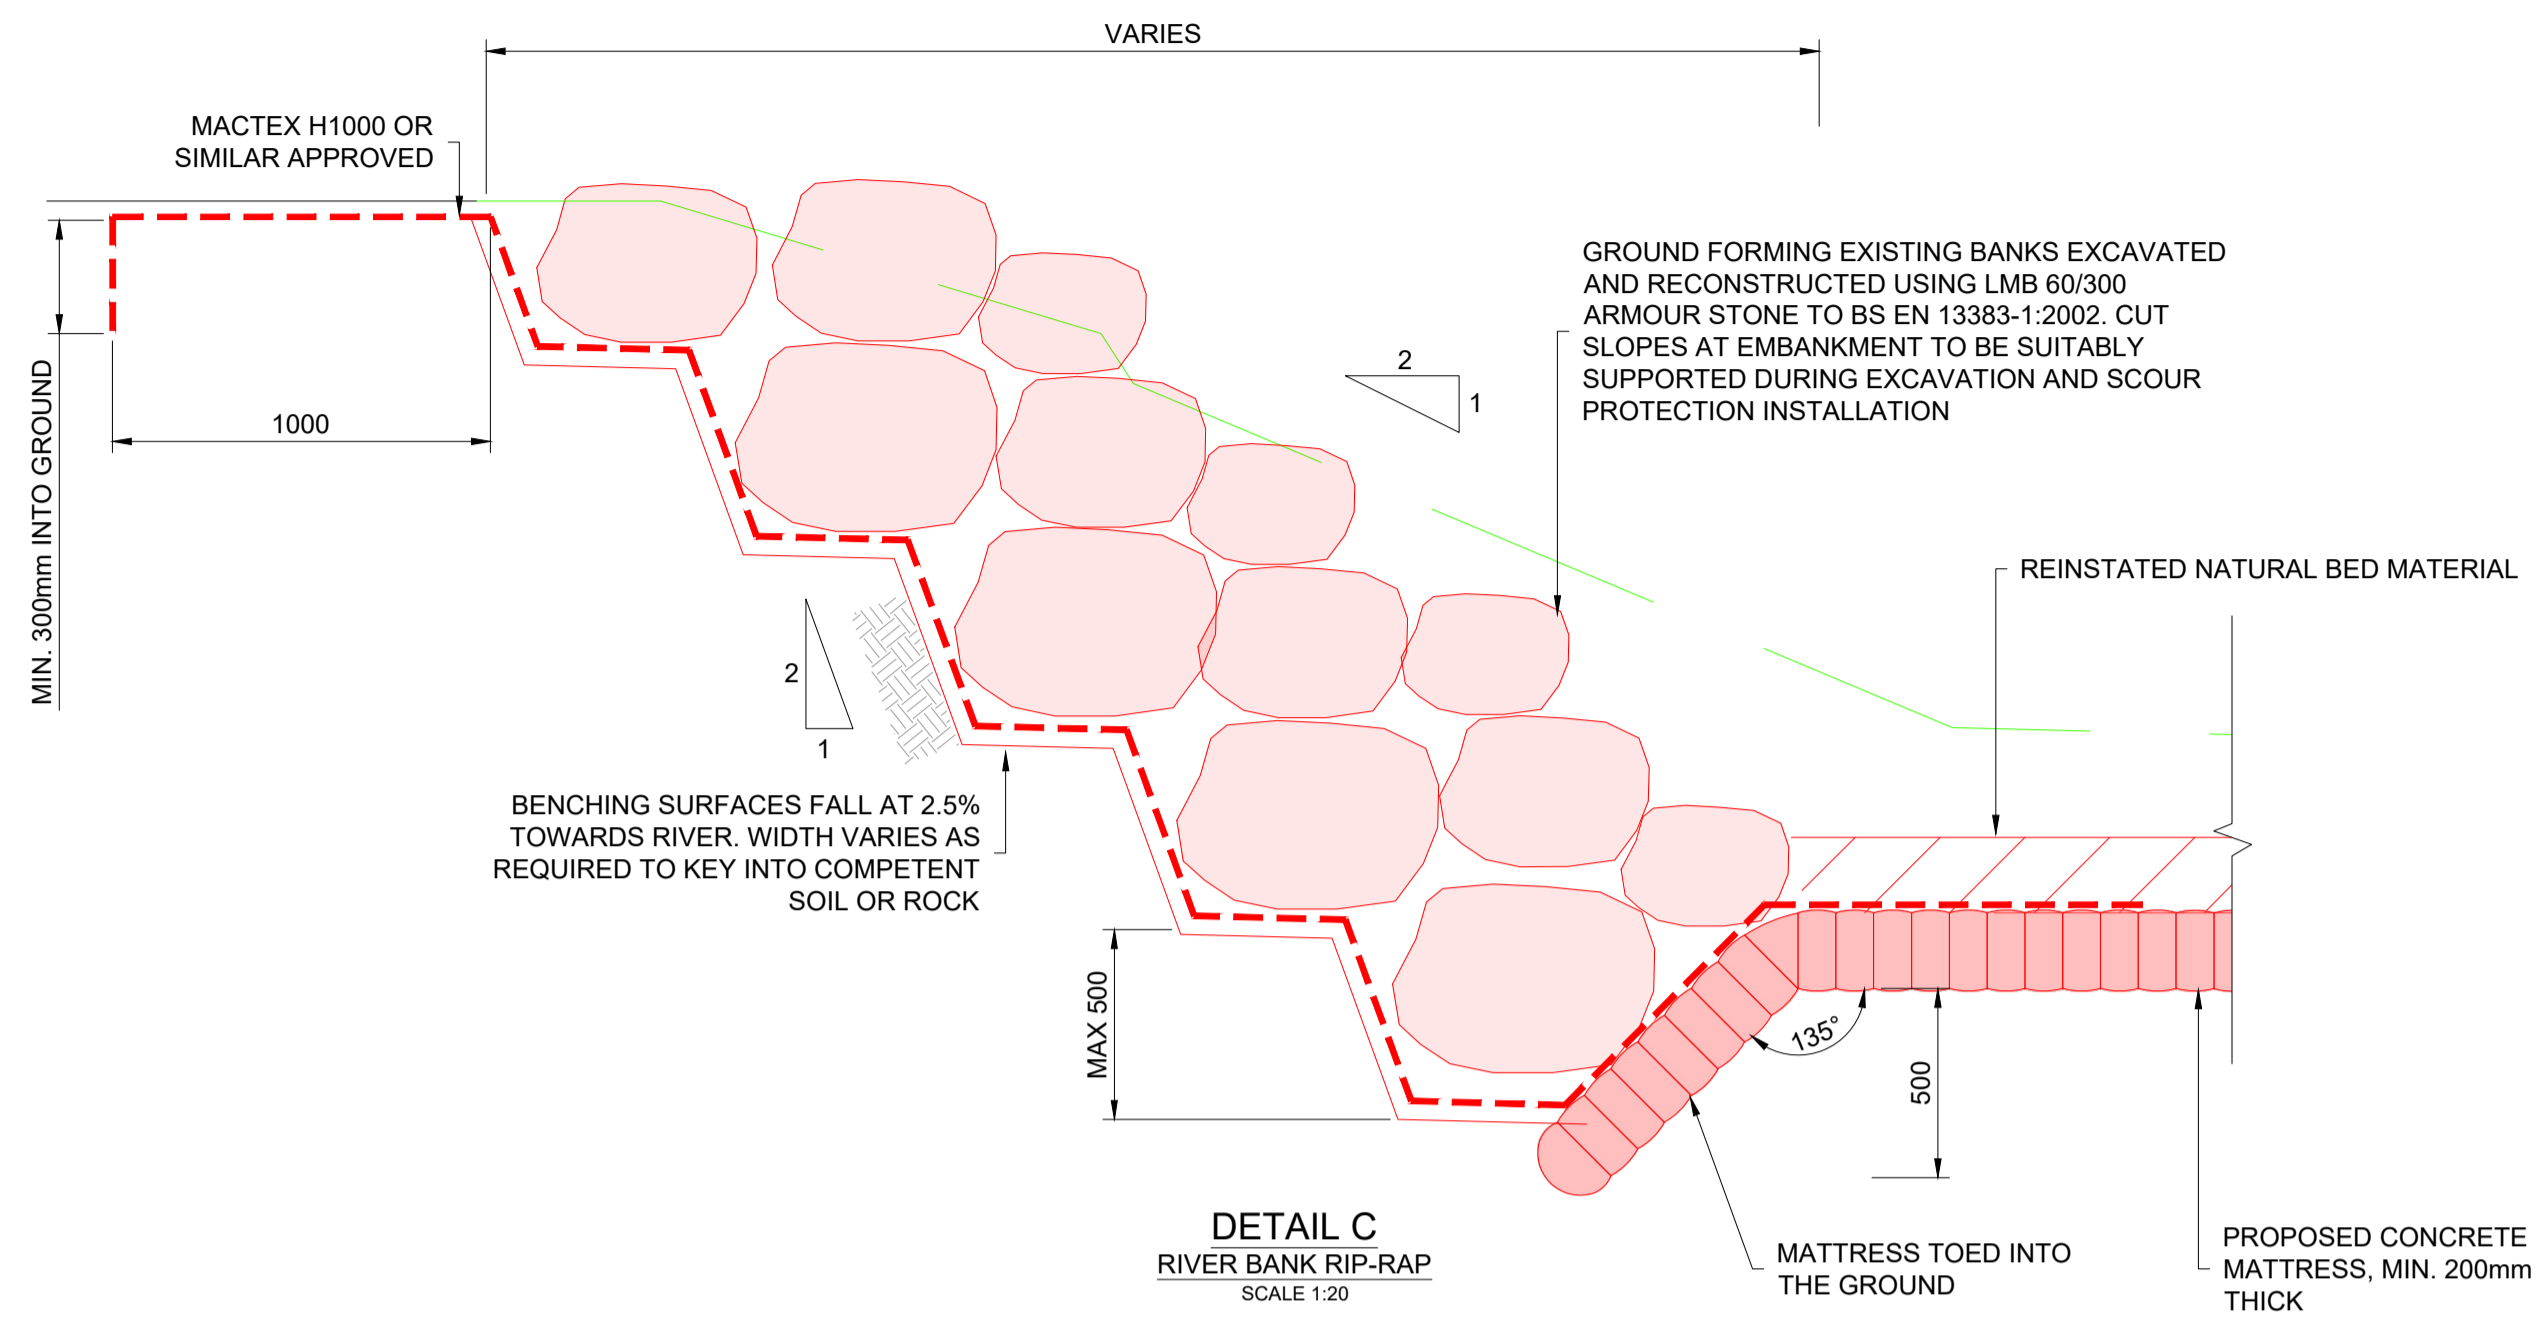 VARIES
MACTEX H1000 OR
SIMILAR APPROVED
MIN. 300mm INTO GROUND
1000
GROUND FORMING EXISTING BANKS EXCAVATED
AND RECONSTRUCTED USING LMB 60/300
ARMOUR STONE TO BS EN 13383-1:2002. CUT
SLOPES AT EMBANKMENT TO BE SUITABLY
SUPPORTED DURING EXCAVATION AND SCOUR
PROTECTION INSTALLATION
2
1
REINSTATED NATURAL BED MATERIAL
2
1
BENCHING SURFACES FALL AT 2.5%
TOWARDS RIVER. WIDTH VARIES AS
REQUIRED TO KEY INTO COMPETENT
SOIL OR ROCK
MAX 500
135°
500
DETAIL C
RIVER BANK RIP-RAP
SCALE 1:20
MATTRESS TOED INTO
THE GROUND
PROPOSED CONCRETE
MATTRESS, MIN. 200mm
THICK